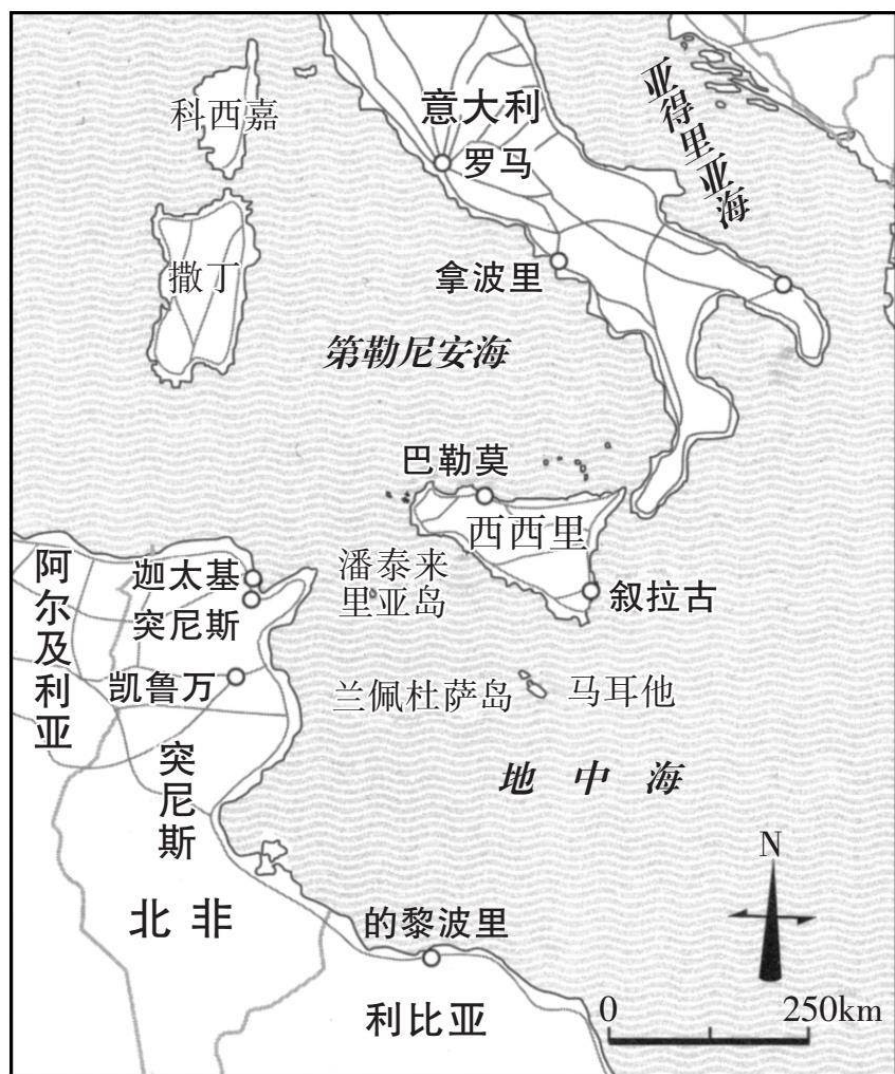 科西嘉
意大利
罗马
亚得里亚海
撒丁
拿波里
第勒尼安海
巴勒莫
西西里
阿尔及利亚
迦太基
突尼斯
潘泰来
里亚岛
叙拉古
凯鲁万
兰佩杜萨岛
马耳他
突尼斯
地中海
N
北非
的黎波里
利比亚
0
250km